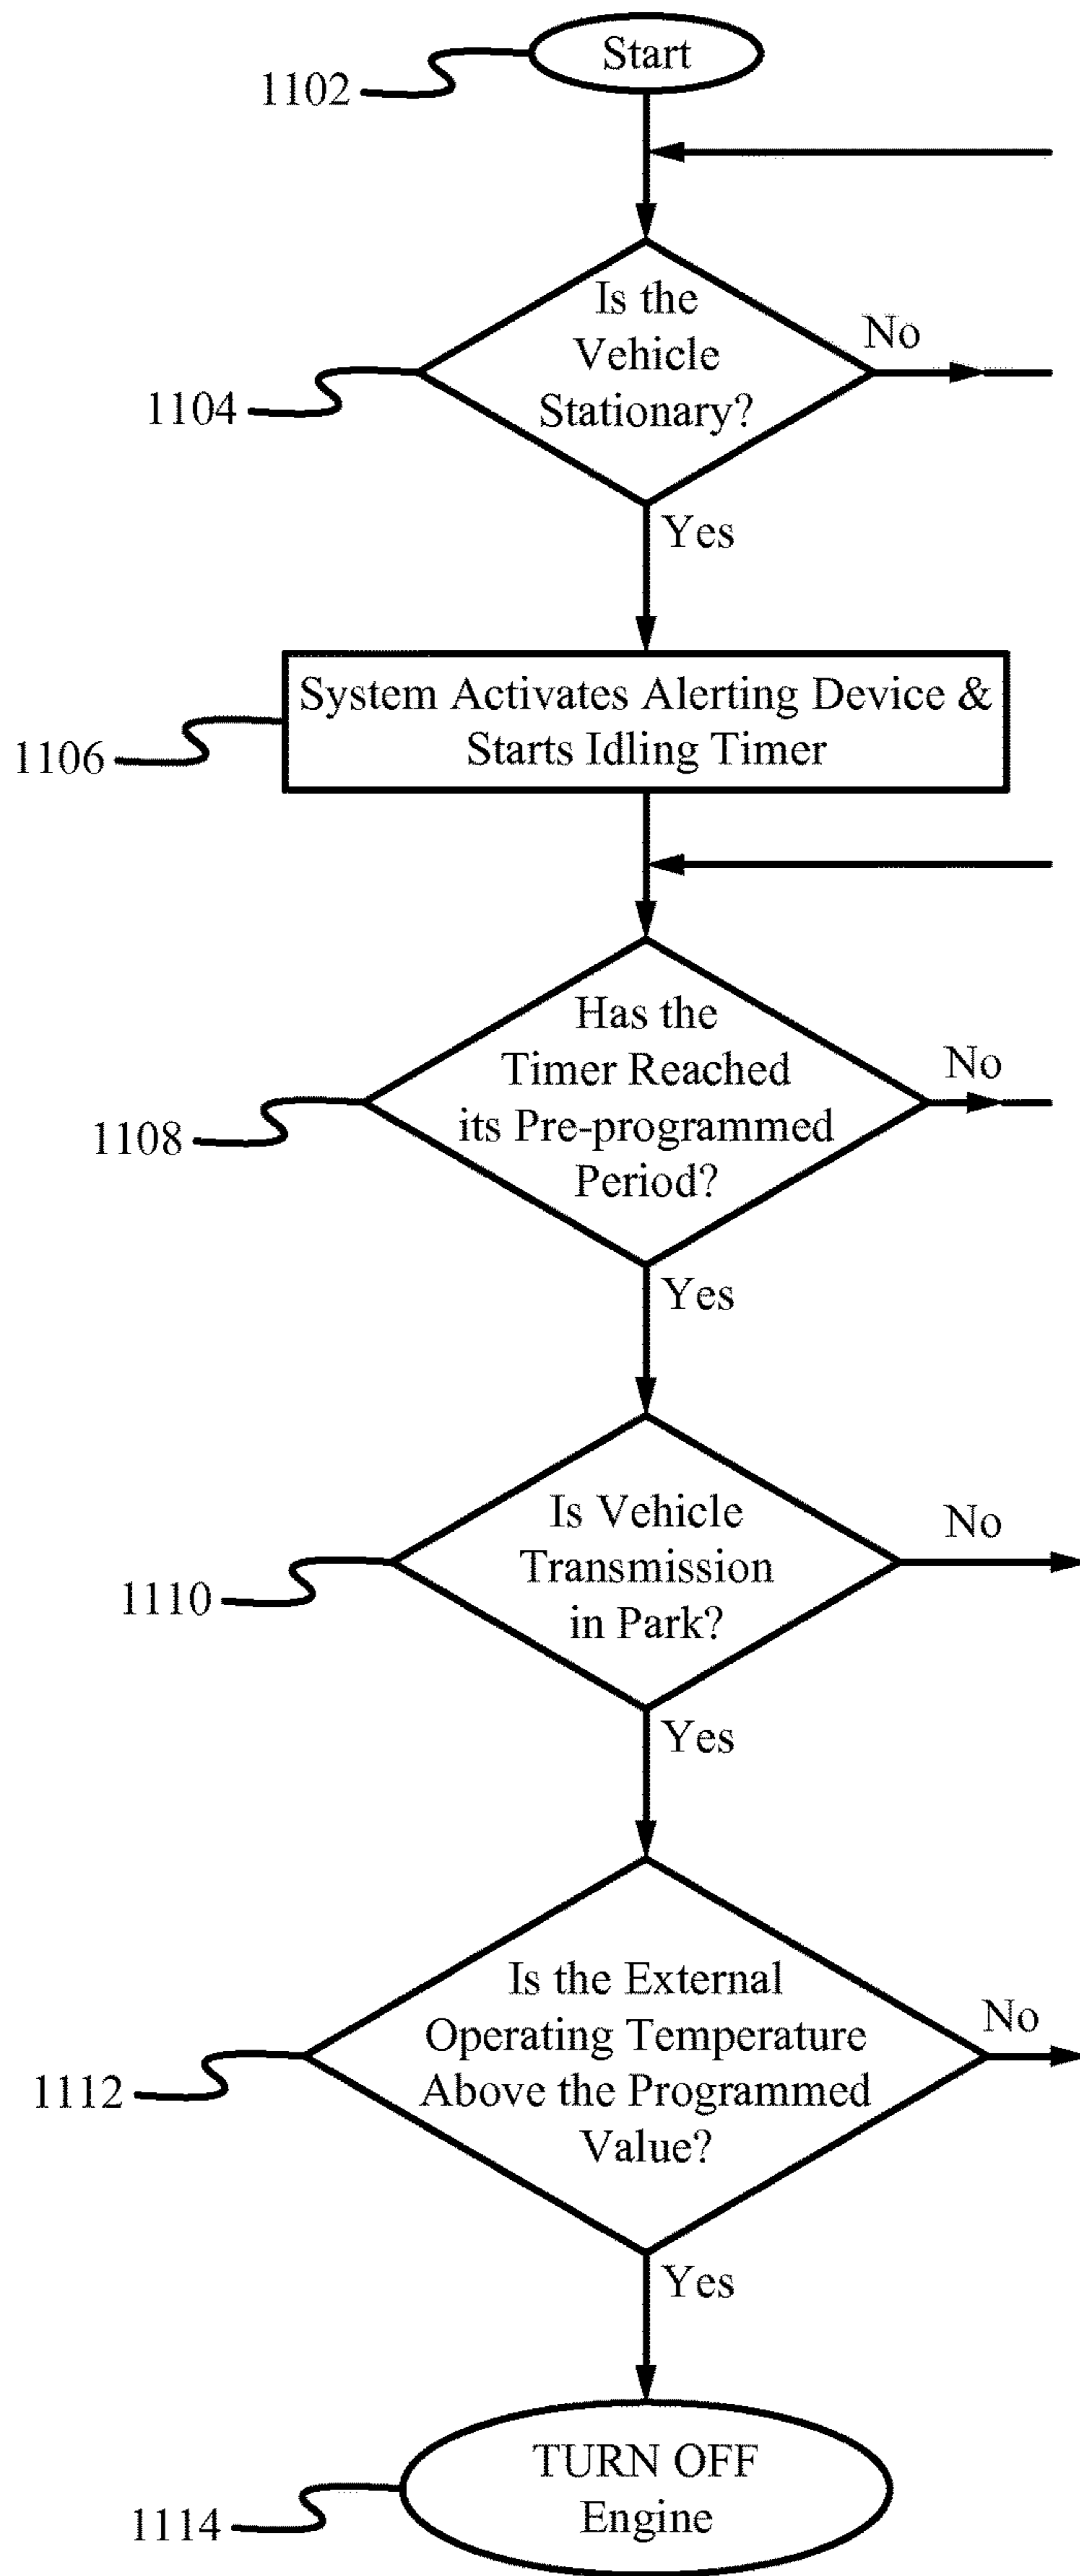 Start
1102
Is the
Vehicle
Stationary?
No
1104
Yes
System Activates Alerting Device &
Starts Idling Timer
1106
Has the
Timer Reached
its Pre-programmed
Period?
No
1108
Yes
Is Vehicle
Transmission
in Park?
No
1110
Yes
Is the External
Operating Temperature
Above the Programmed
Value?
No
1112
Yes
TURN OFF
Engine
1114